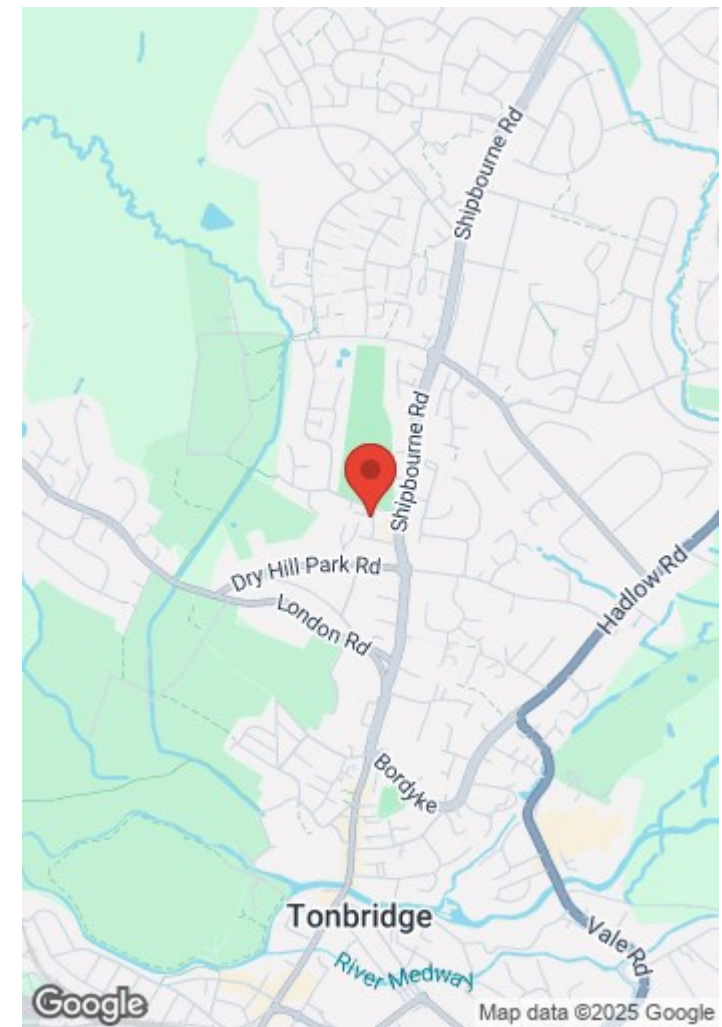 Shipbourne Rd
Shipbourne Rd
Dry Hill Park Rd
Hadlow Rd
London Rd
Bordyke
Tonbridge
Vale Rd
River Medway
Google
Map data ©2025 Google